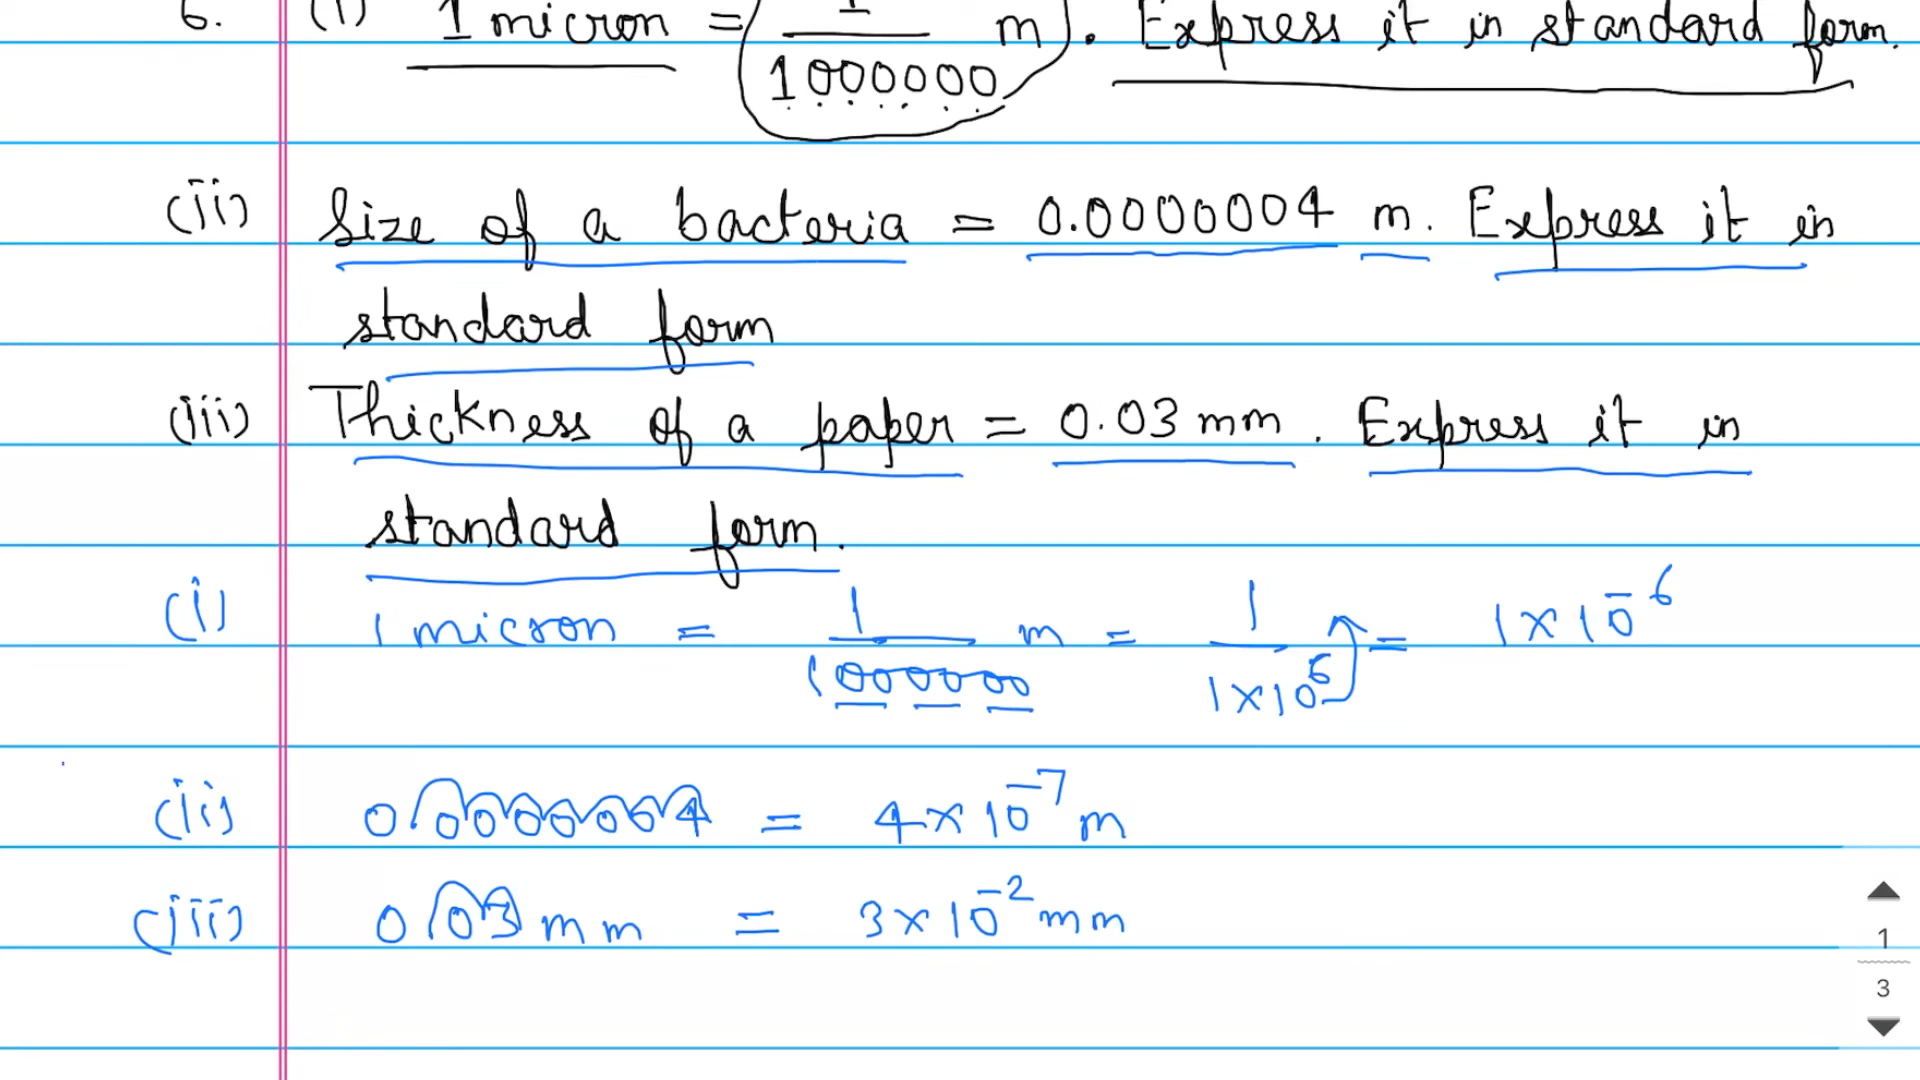 6. (i) 1 micron = 1/1000000 m. Express it in standard form.
(ii) Size of a bacteria = 0.0000004 m. Express it in
standard form
(iii) Thickness of a paper = 0.03 mm. Express it in
standard form.
(i) 1 micron = 1/1000000 m = 1/1×10⁶ = 1×10⁻⁶
(ii) 0.0000004 = 4×10⁻⁷ m
(iii) 0.03 mm = 3×10⁻² mm
1
3